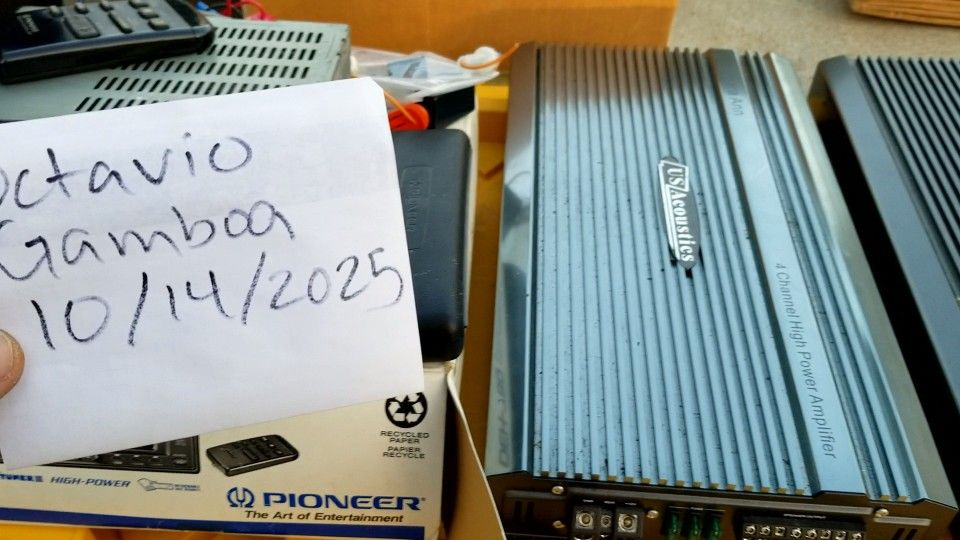 Octavio
Gamboa
10/14/2025
US Acoustics
4 Channel High Power Amplifier
RECYCLED
PAPER
PAPIER
RECYCLE
HIGH-POWER
PIONEER
The Art of Entertainment